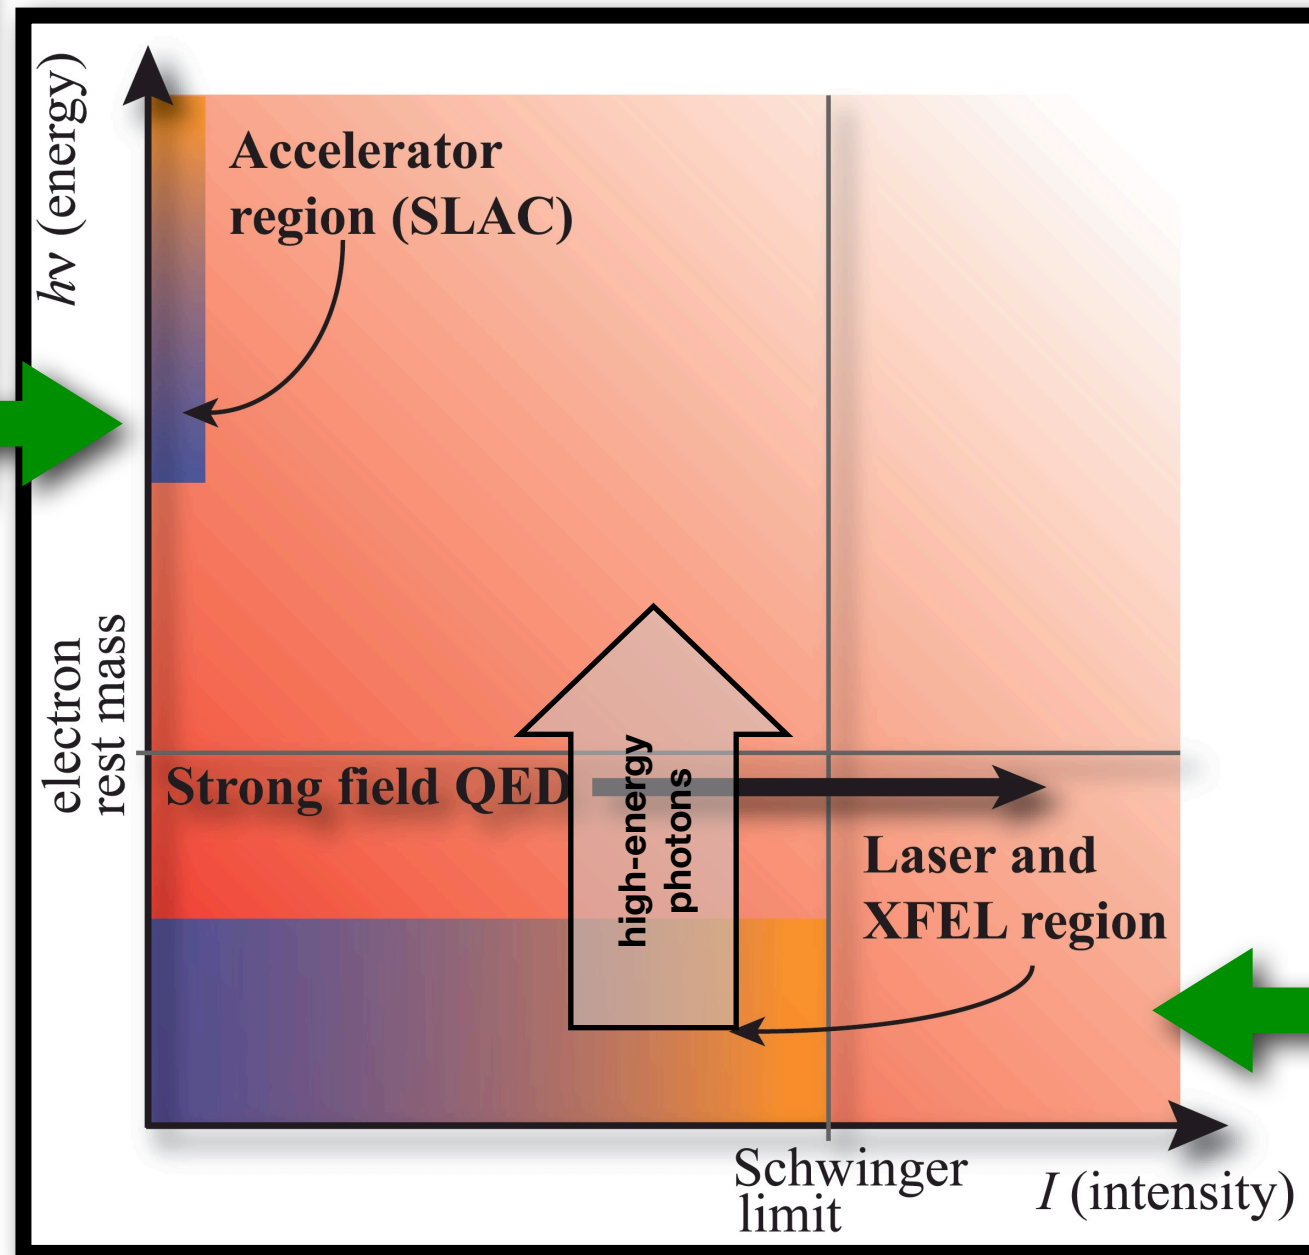 hν (energy)
Accelerator
region (SLAC)
electron
rest mass
Strong field QED
high-energy
photons
Laser and
XFEL region
Schwinger
limit
I (intensity)